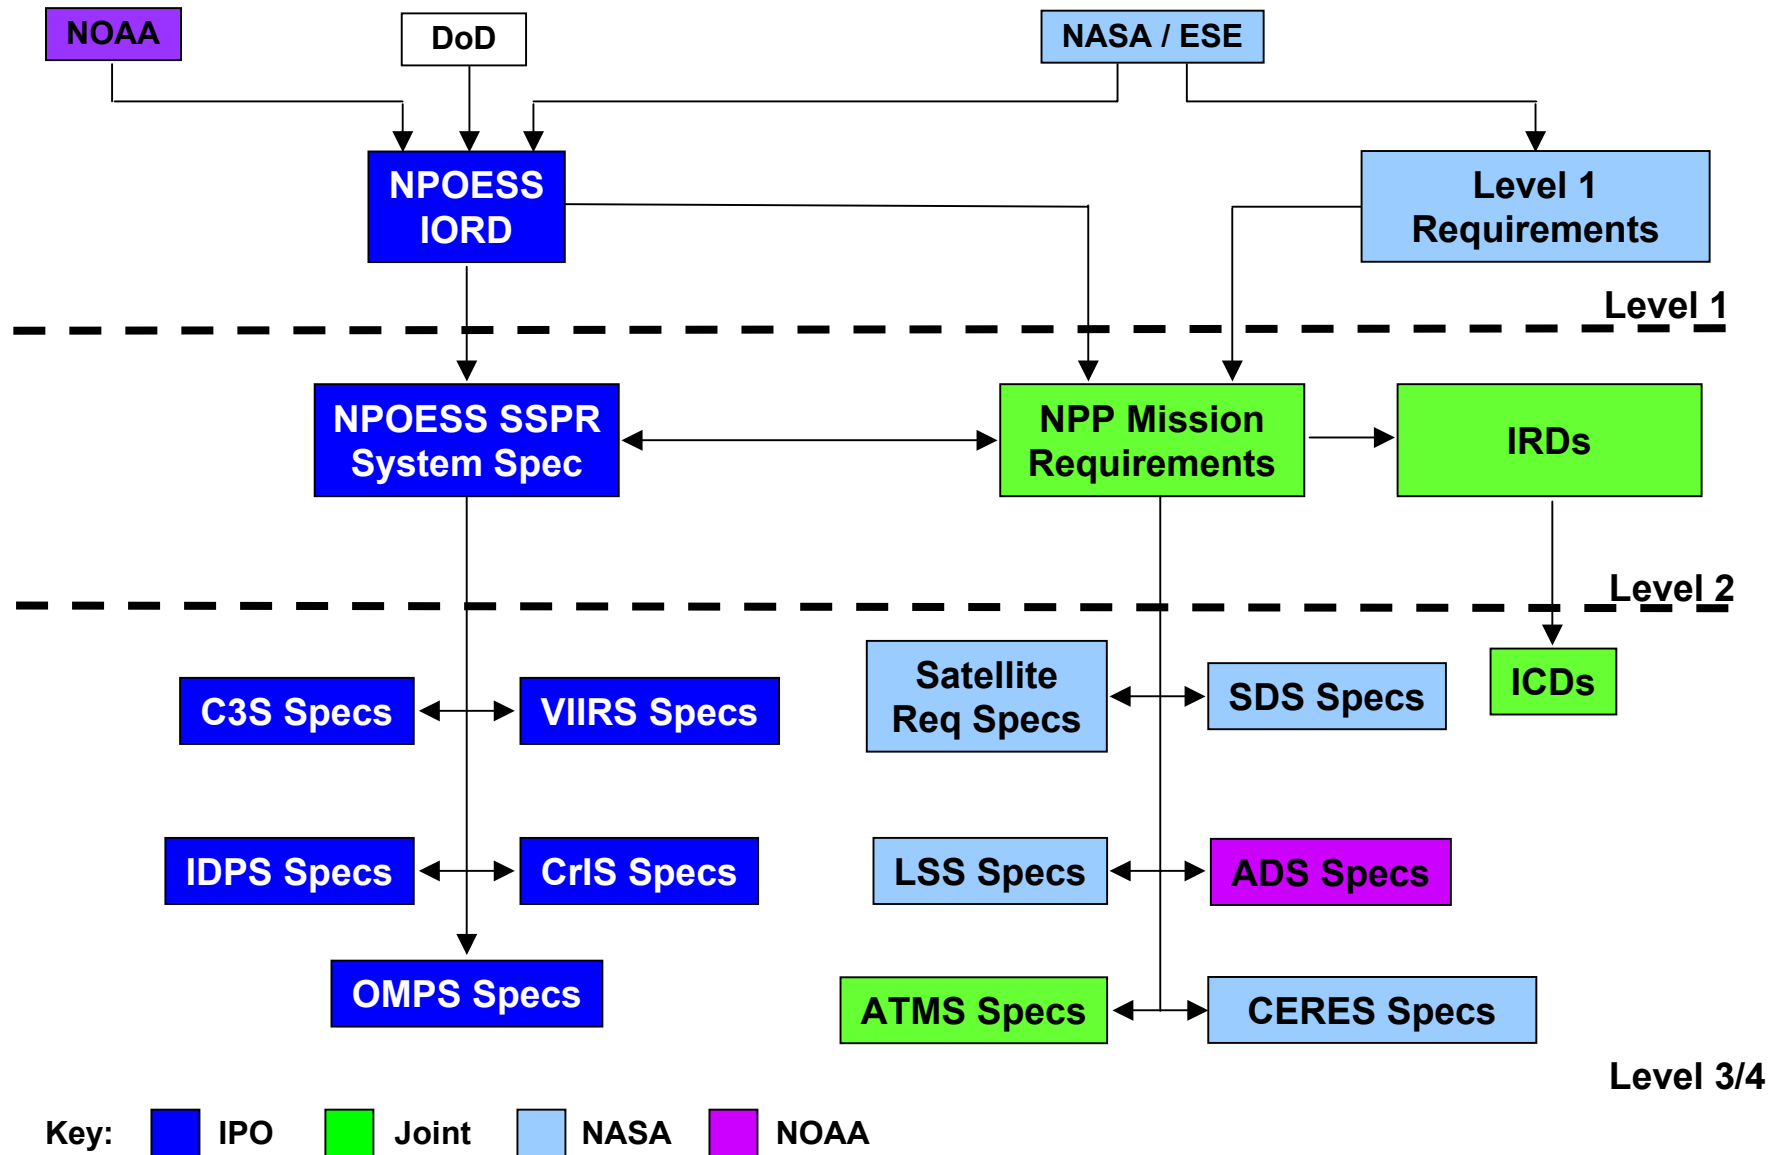 NOAA
DoD
NASA / ESE
NPOESS
IORD
Level 1
Requirements
Level 1
NPOESS SSPR
System Spec
NPP Mission
Requirements
IRDs
Level 2
Satellite
Req Specs
SDS Specs
ICDs
C3S Specs
VIIRS Specs
IDPS Specs
CrIS Specs
LSS Specs
ADS Specs
OMPS Specs
ATMS Specs
CERES Specs
Level 3/4
Key:
IPO
Joint
NASA
NOAA